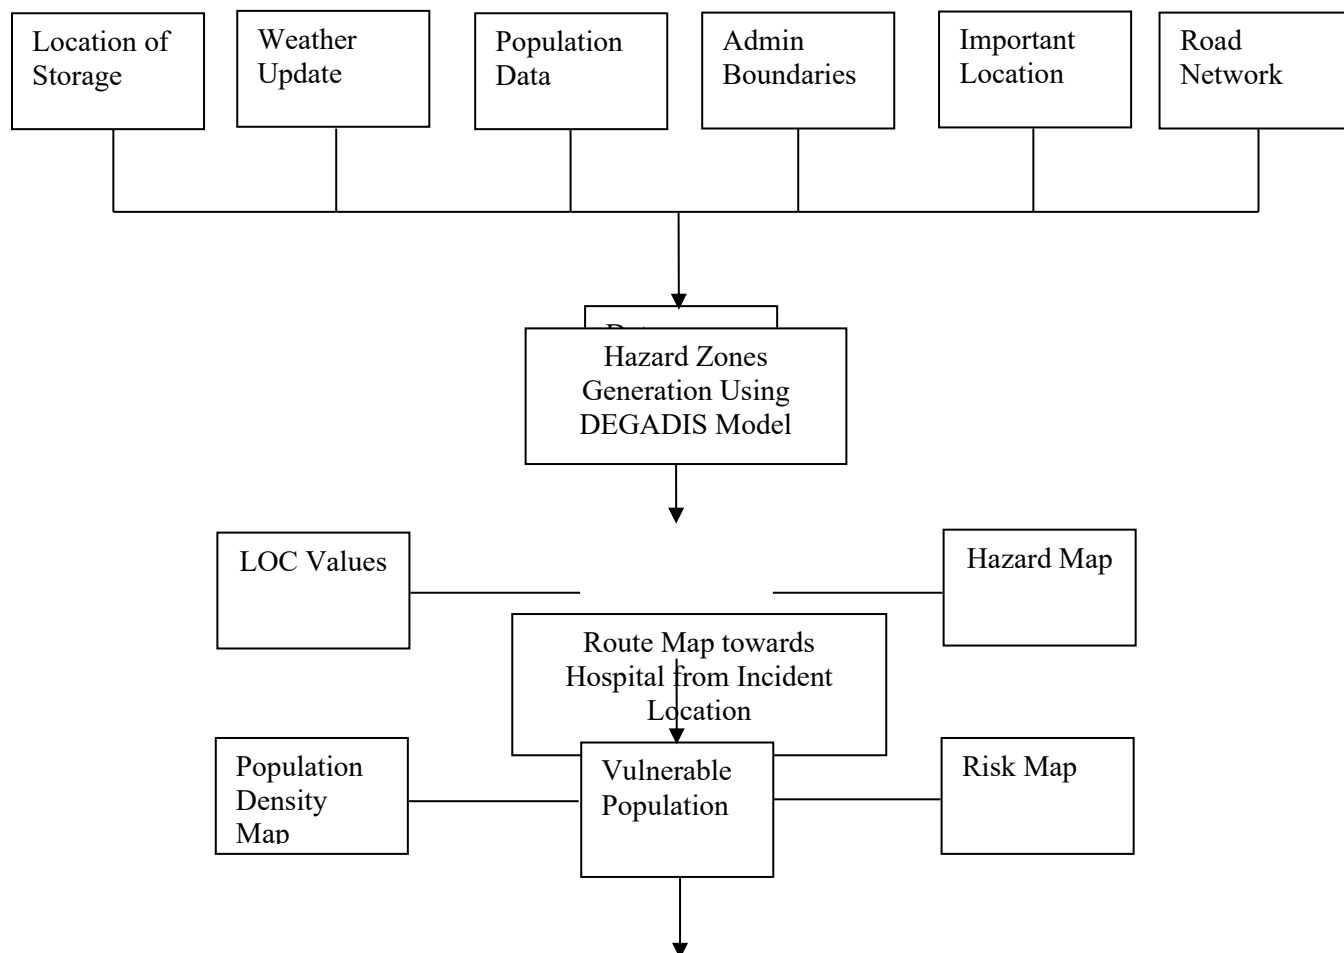 Location of
Storage
Weather
Update
Population
Data
Admin
Boundaries
Important
Location
Road
Network
Hazard Zones
Generation Using
DEGADIS Model
LOC Values
Hazard Map
Route Map towards
Hospital from Incident
Location
Population
Density
Map
Vulnerable
Population
Risk Map